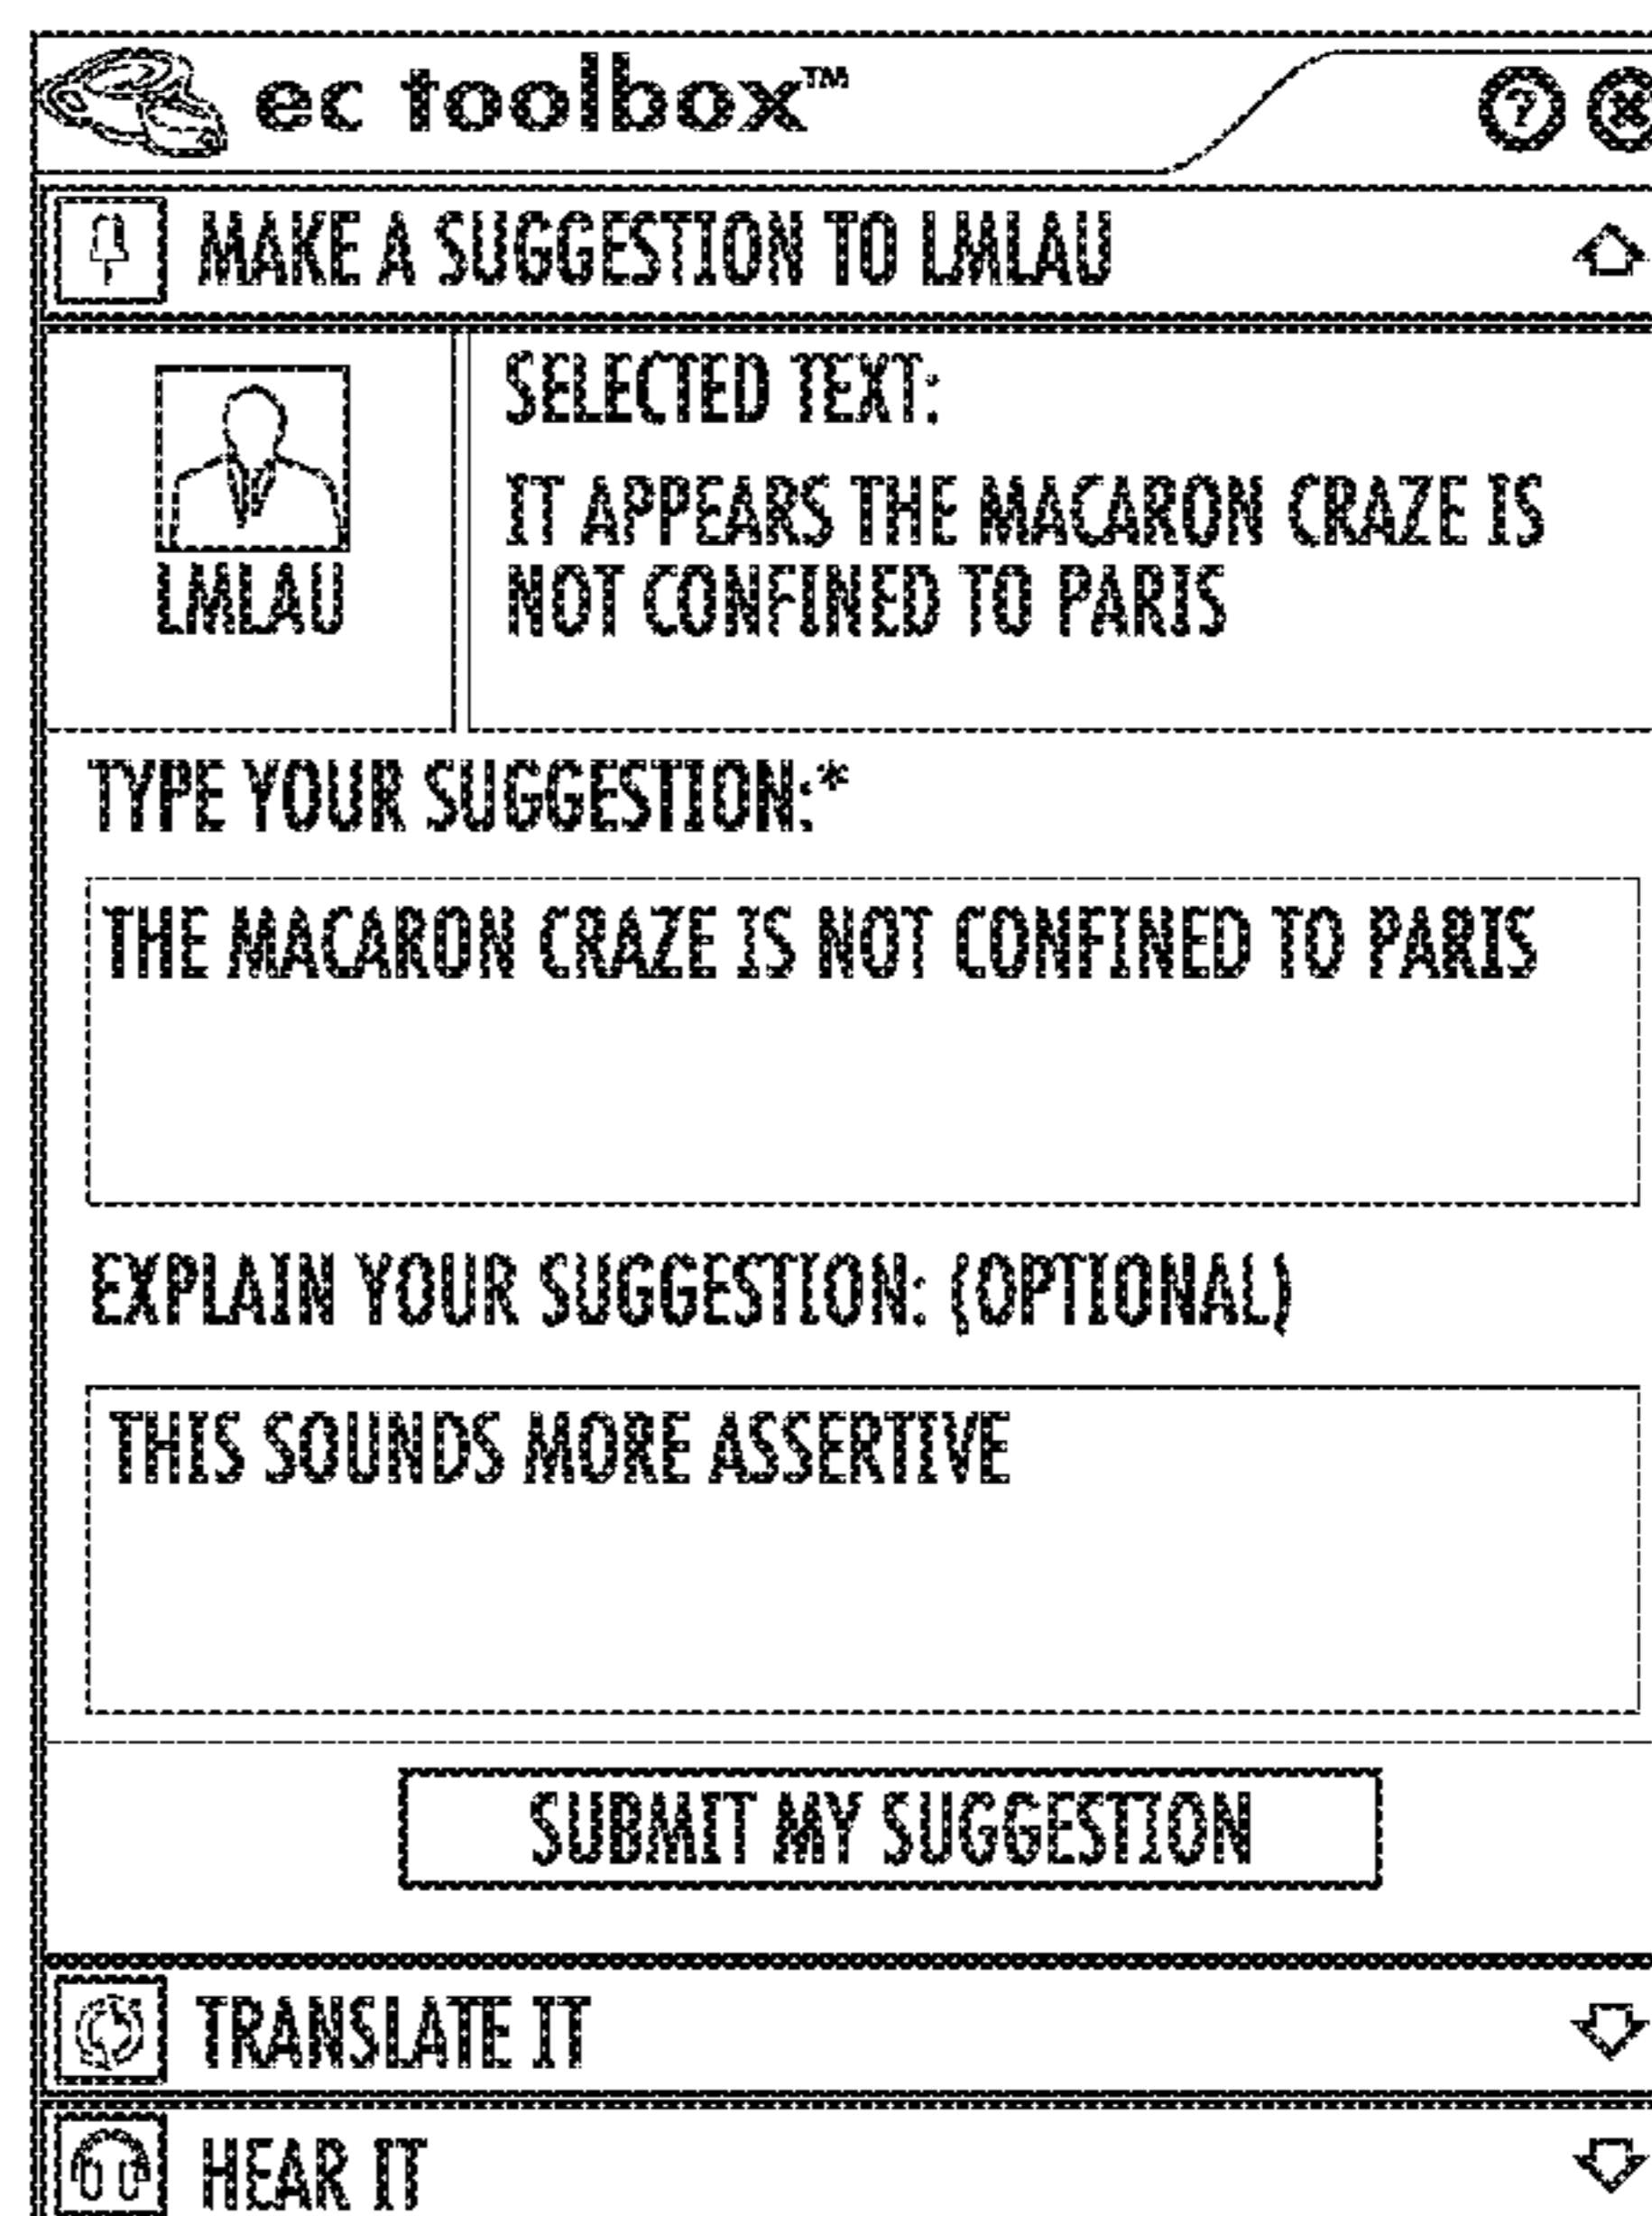 ec toolbox™
?
MAKE A SUGGESTION TO LMLAU
LMLAU
SELECTED TEXT:
IT APPEARS THE MACARON CRAZE IS
NOT CONFINED TO PARIS
TYPE YOUR SUGGESTION:*
THE MACARON CRAZE IS NOT CONFINED TO PARIS
EXPLAIN YOUR SUGGESTION: (OPTIONAL)
THIS SOUNDS MORE ASSERTIVE
SUBMIT MY SUGGESTION
TRANSLATE IT
HEAR IT